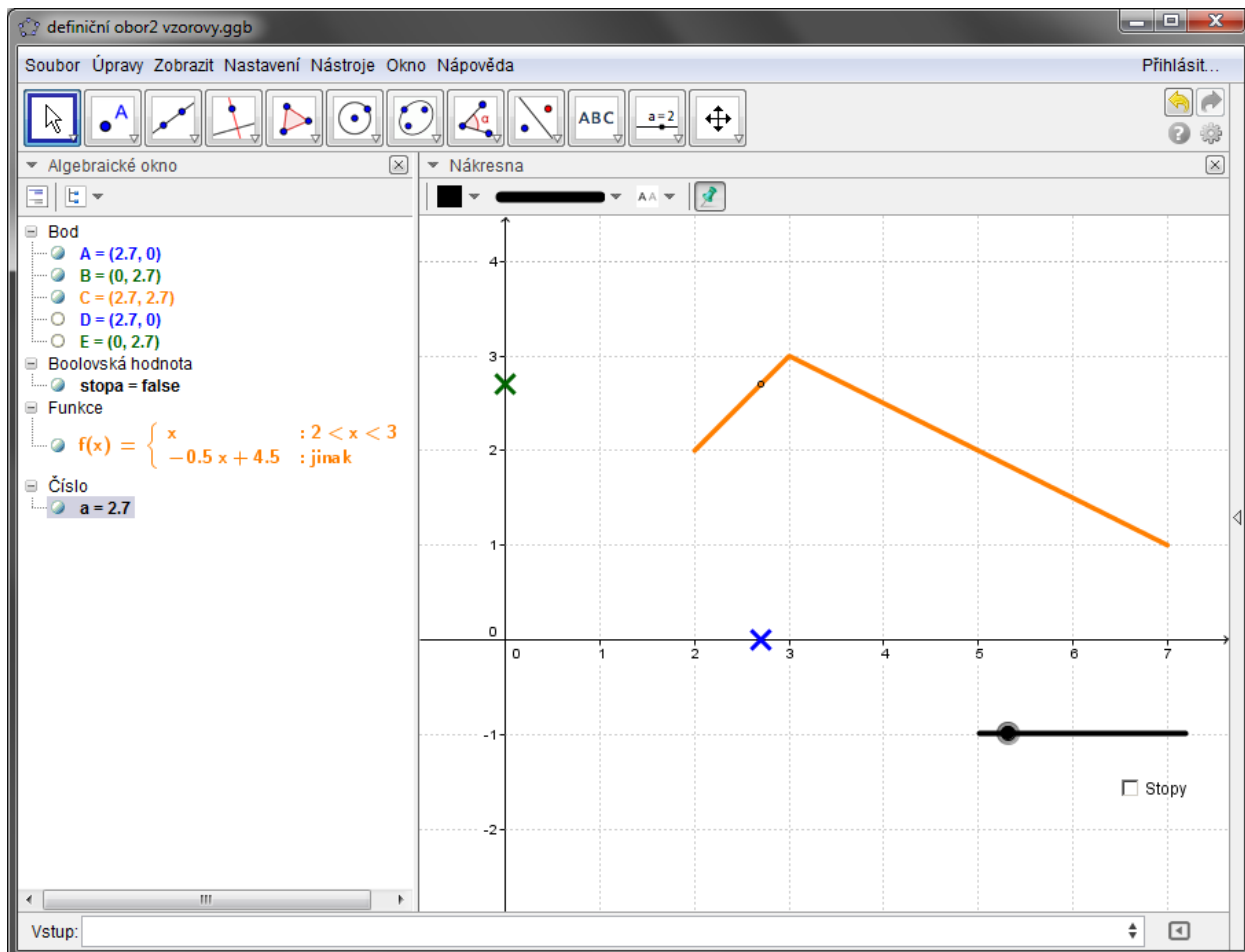 definiční obor2 vzorovy.ggb
Soubor Úpravy Zobrazit Nastavení Nástroje Okno Nápověda Přihlásit...
A α ABC a=2
Algebraické okno
Nákresna
AA
Bod
A = (2.7, 0)
B = (0, 2.7)
C = (2.7, 2.7)
D = (2.7, 0)
E = (0, 2.7)
Boolovská hodnota
stopa = false
Funkce
f(x) = { x : 2 < x < 3
−0.5 x + 4.5 : jinak
Číslo
a = 2.7
4
3
2
1
0
0 1 2 3 4 5 6 7
-1
Stopy
-2
Vstup: